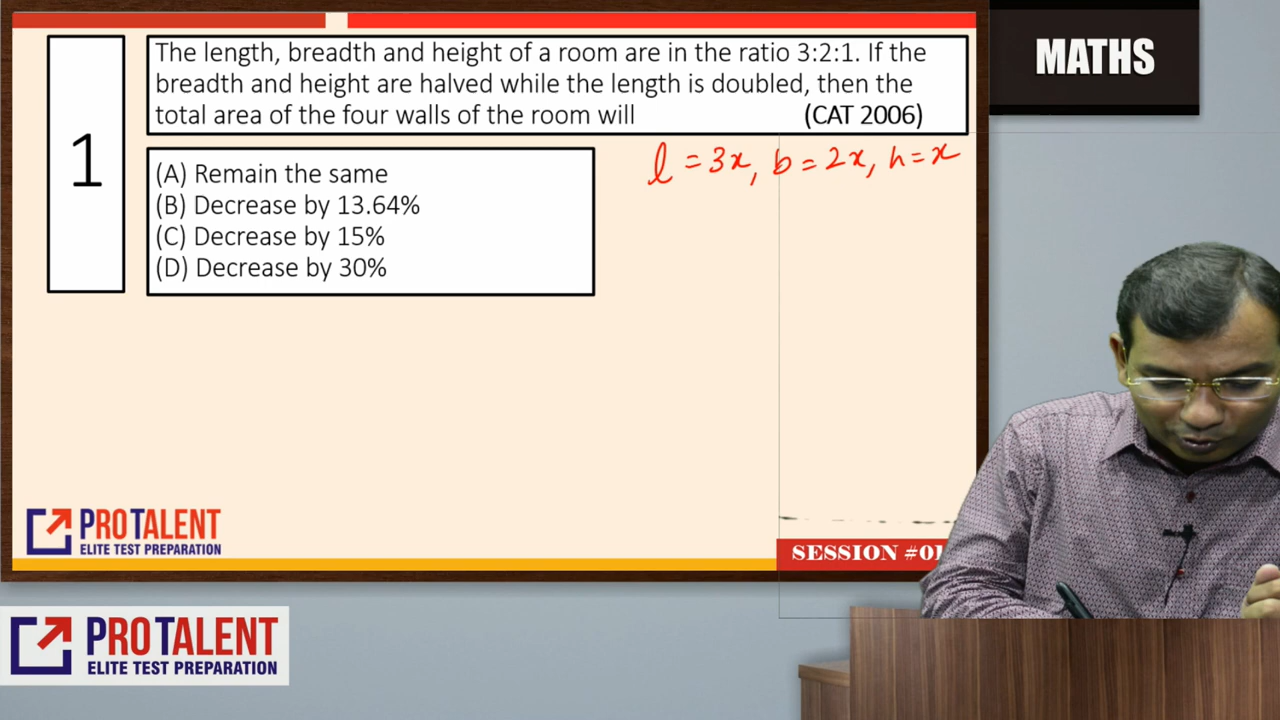 MATHS
1
The length, breadth and height of a room are in the ratio 3:2:1. If the
breadth and height are halved while the length is doubled, then the
total area of the four walls of the room will (CAT 2006)
l = 3x, b = 2x, h = x
(A) Remain the same
(B) Decrease by 13.64%
(C) Decrease by 15%
(D) Decrease by 30%
PROTALENT
ELITE TEST PREPARATION
SESSION
PROTALENT
ELITE TEST PREPARATION